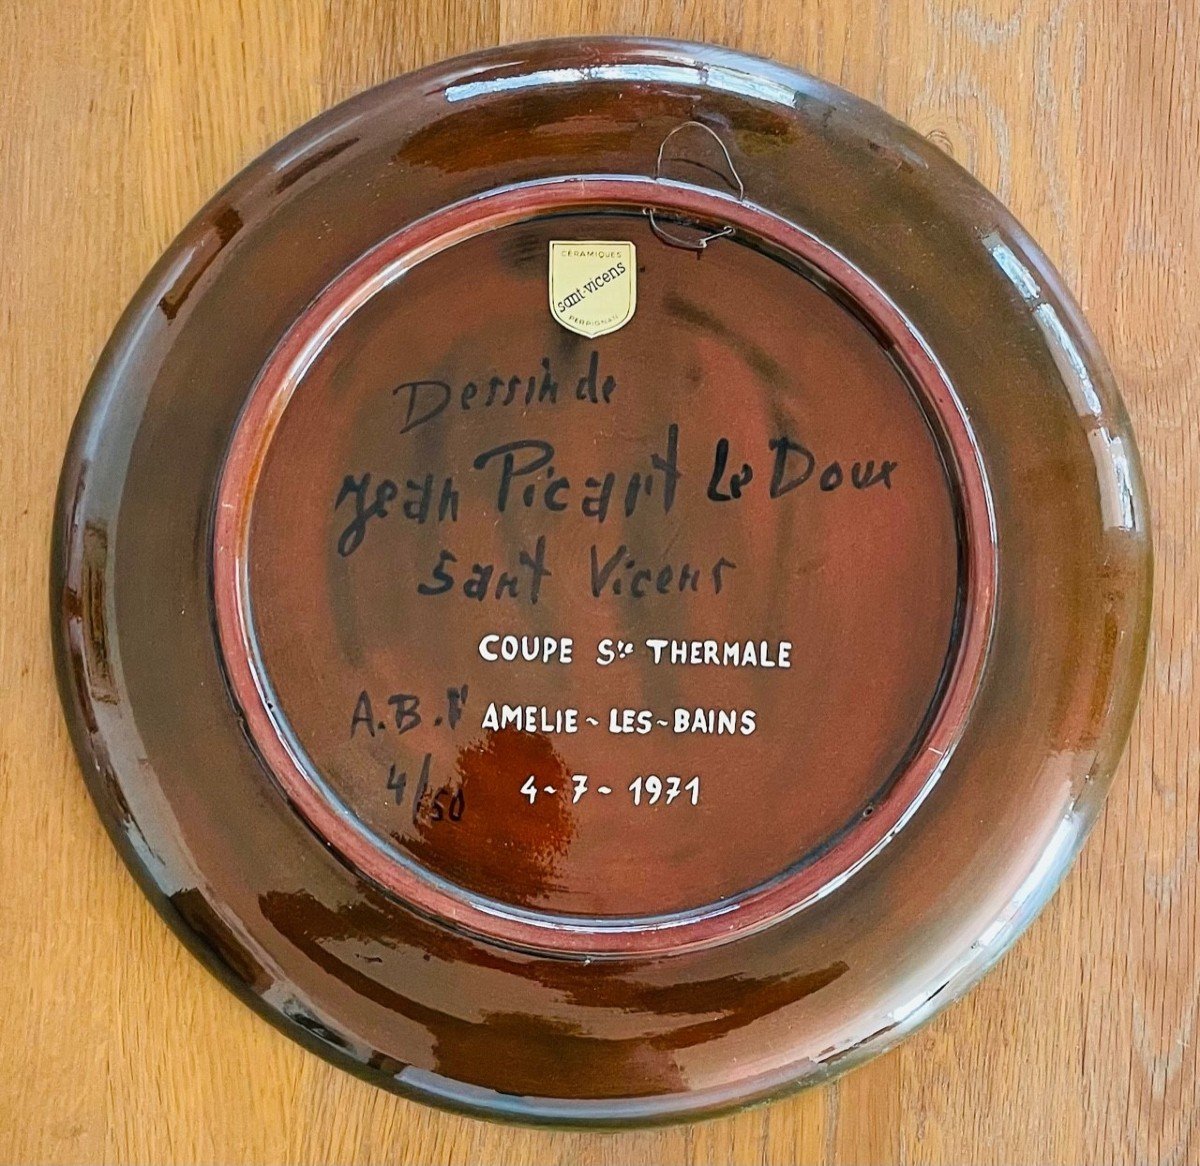 CÉRAMIQUES
sant-vicens
PERPIGNAN
Dessin de
Jean Picart Le Doux
Sant Vicens
COUPE Sté THERMALE
A.B.V AMELIE-LES-BAINS
4/50 4-7-1971